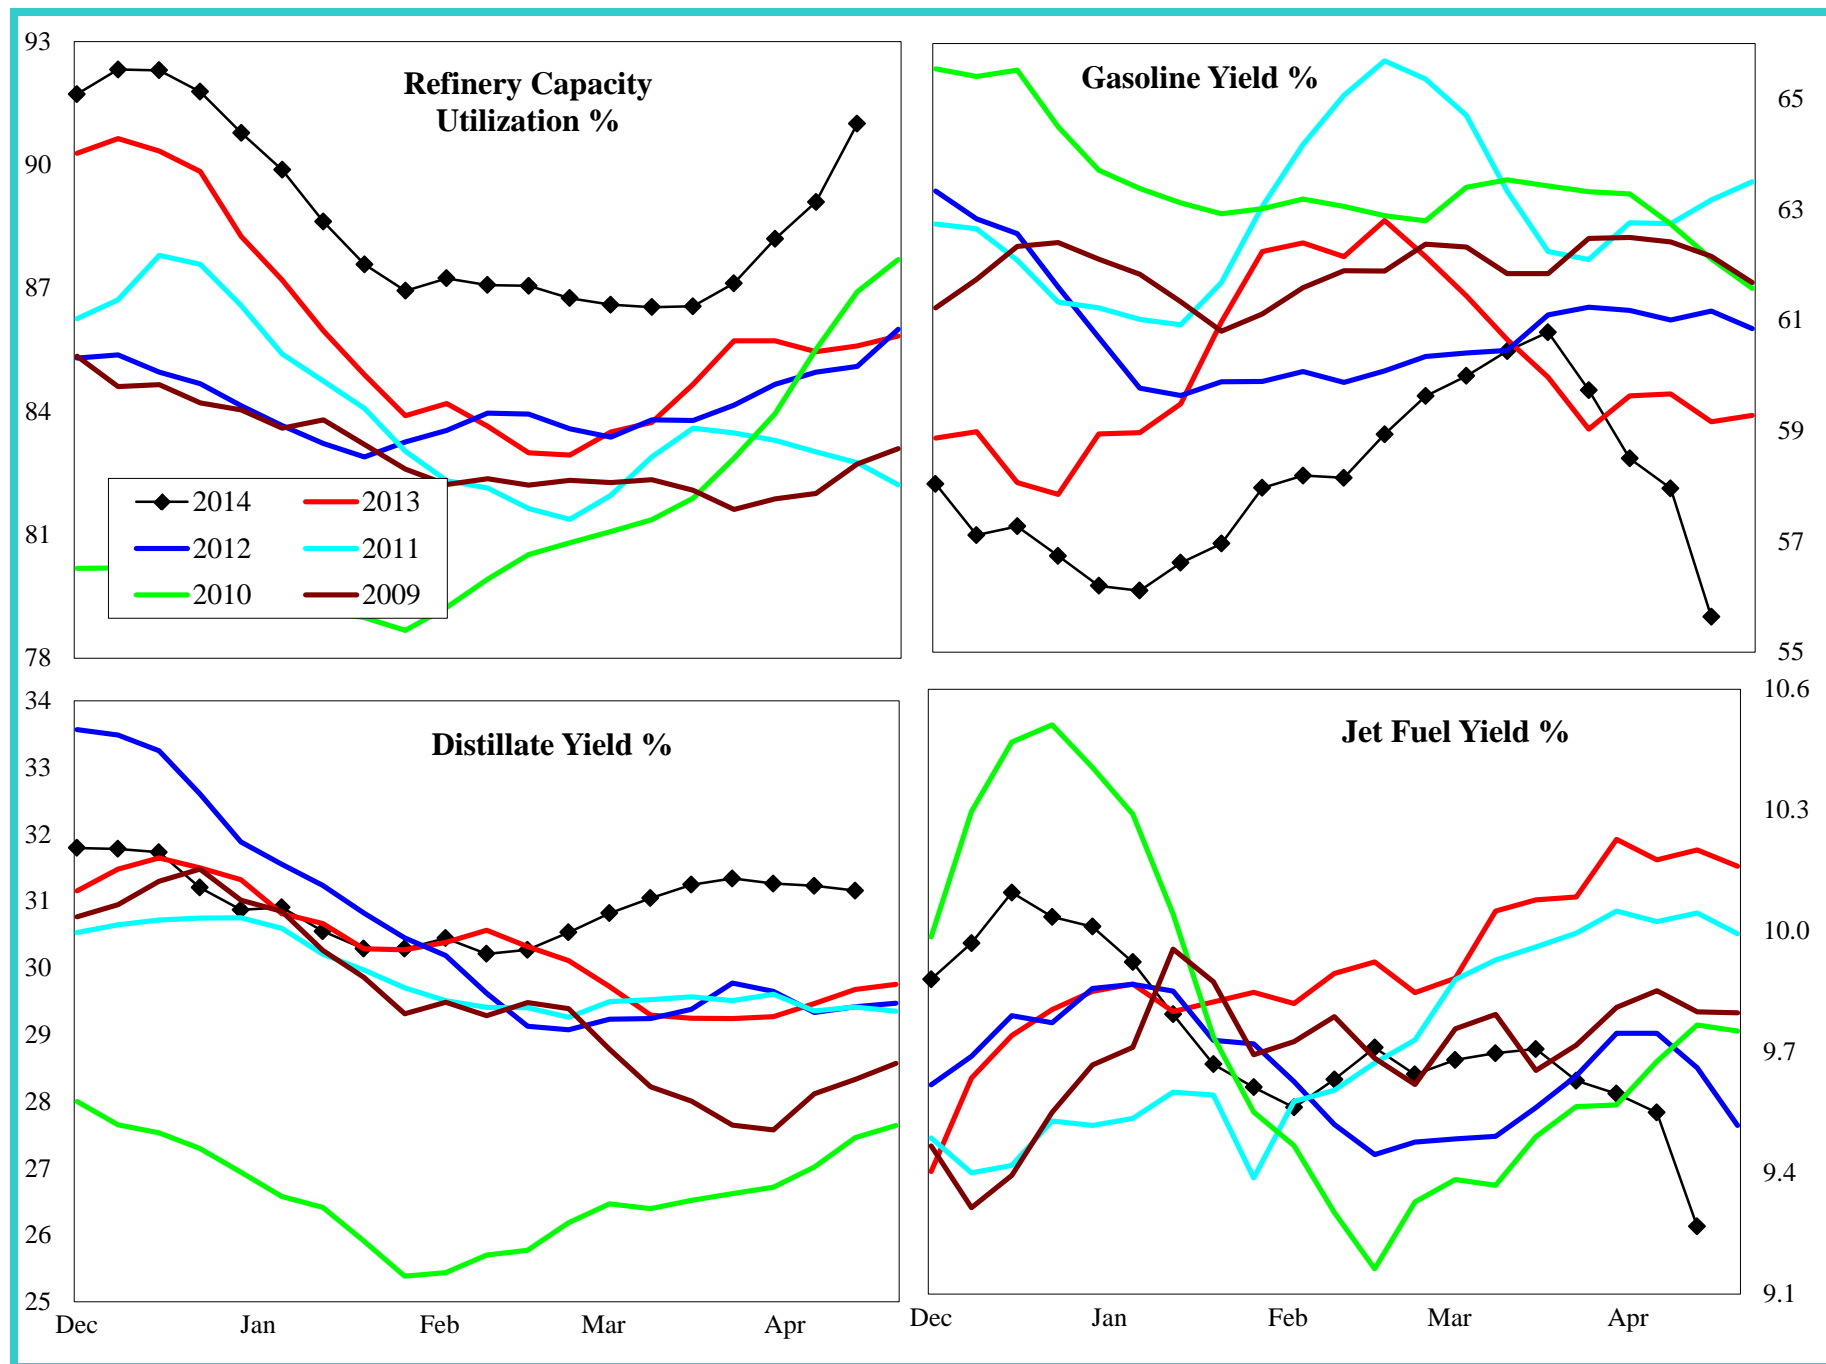 Refinery Capacity
Utilization %
93
90
87
84
81
78
2014
2013
2012
2011
2010
2009
Gasoline Yield %
65
63
61
59
57
55
Distillate Yield %
34
33
32
31
30
29
28
27
26
25
Dec
Jan
Feb
Mar
Apr
Jet Fuel Yield %
10.6
10.3
10.0
9.7
9.4
9.1
Dec
Jan
Feb
Mar
Apr